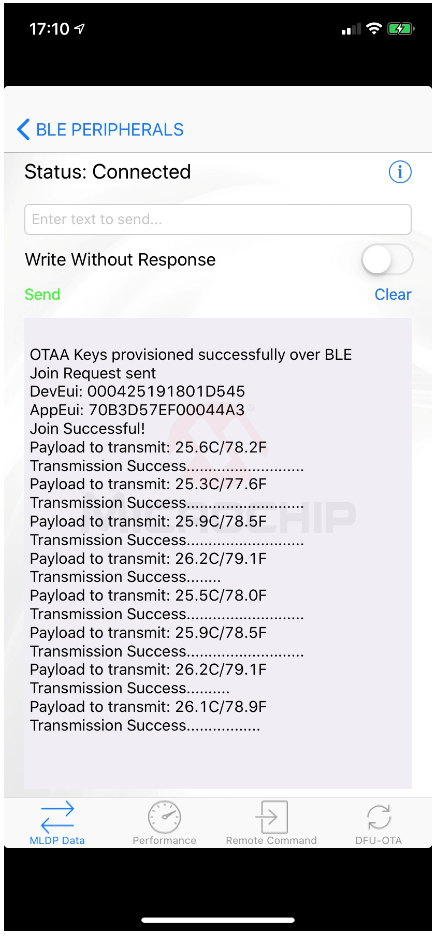 17:10
BLE PERIPHERALS
Status: Connected
Enter text to send...
Write Without Response
Send
Clear
OTAA Keys provisioned successfully over BLE
Join Request sent
DevEui: 000425191801D545
AppEui: 70B3D57EF00044A3
Join Successful!
Payload to transmit: 25.6C/78.2F
Transmission Success..........................
Payload to transmit: 25.3C/77.6F
Transmission Success..........................
Payload to transmit: 25.9C/78.5F
Transmission Success..........................
Payload to transmit: 26.2C/79.1F
Transmission Success........
Payload to transmit: 25.5C/78.0F
Transmission Success..........................
Payload to transmit: 25.9C/78.5F
Transmission Success..........................
Payload to transmit: 26.2C/79.1F
Transmission Success..........
Payload to transmit: 26.1C/78.9F
Transmission Success.................
MICROCHIP
MLDP Data
Performance
Remote Command
DFU-OTA